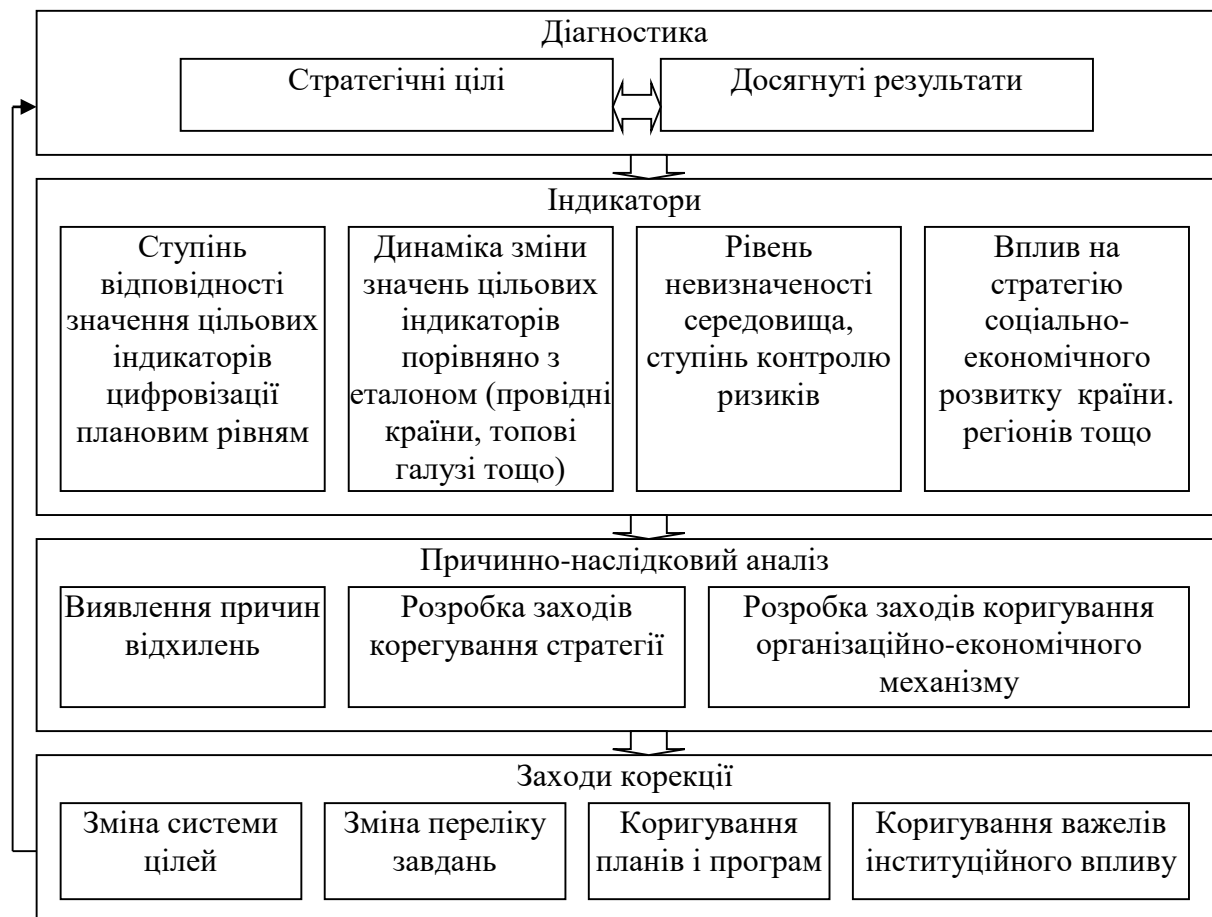 Діагностика
Стратегічні цілі
Досягнуті результати
Індикатори
Ступінь
відповідності
значення цільових
індикаторів
цифровізації
плановим рівням
Динаміка зміни
значень цільових
індикаторів
порівняно з
еталоном (провідні
країни, топові
галузі тощо)
Рівень
невизначеності
середовища,
ступінь контролю
ризиків
Вплив на
стратегію
соціально-
економічного
розвитку країни.
регіонів тощо
Причинно-наслідковий аналіз
Виявлення причин
відхилень
Розробка заходів
корегування стратегії
Розробка заходів коригування
організаційно-економічного
механізму
Заходи корекції
Зміна системи
цілей
Зміна переліку
завдань
Коригування
планів і програм
Коригування важелів
інституційного впливу